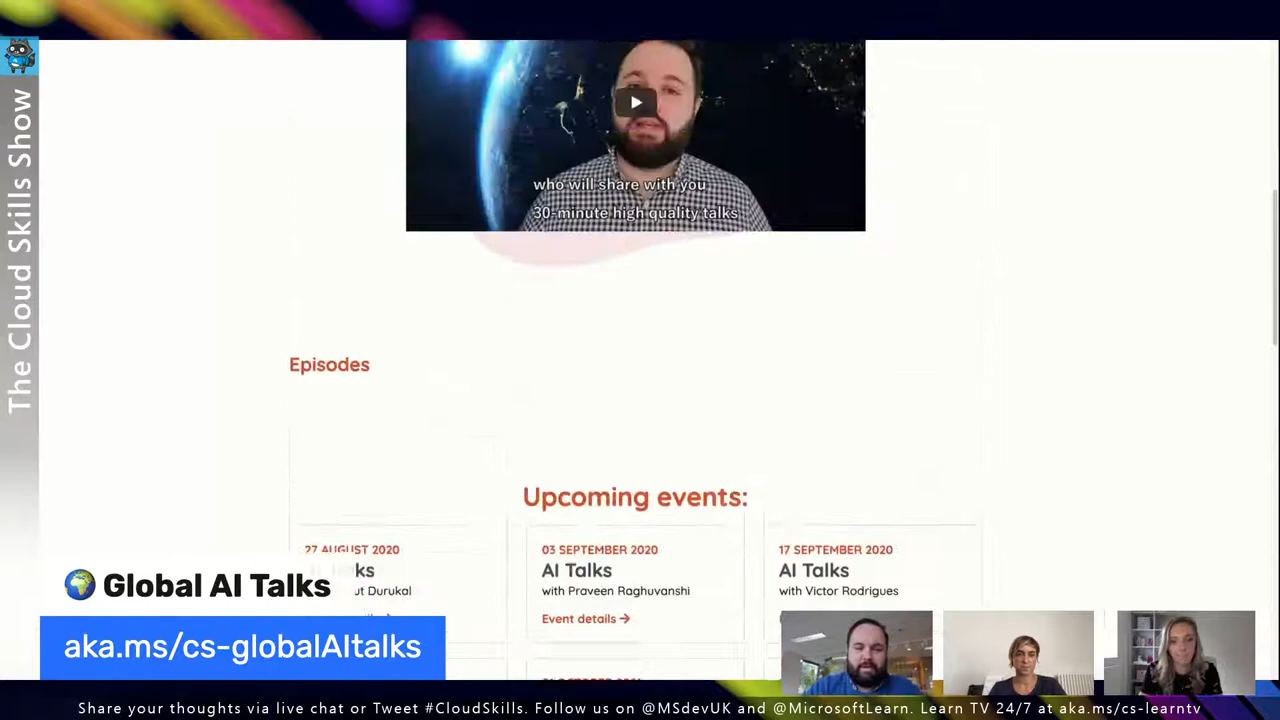 The Cloud Skills Show
who will share with you
30-minute high quality talks
Episodes
Upcoming events:
27 AUGUST 2020
03 SEPTEMBER 2020
AI Talks
with Praveen Raghuvanshi
Event details →
17 SEPTEMBER 2020
AI Talks
with Victor Rodrigues
Durukal
Global AI Talks
aka.ms/cs-globalAItalks
Share your thoughts via live chat or Tweet #CloudSkills. Follow us on @MSdevUK and @MicrosoftLearn. Learn TV 24/7 at aka.ms/cs-learntv